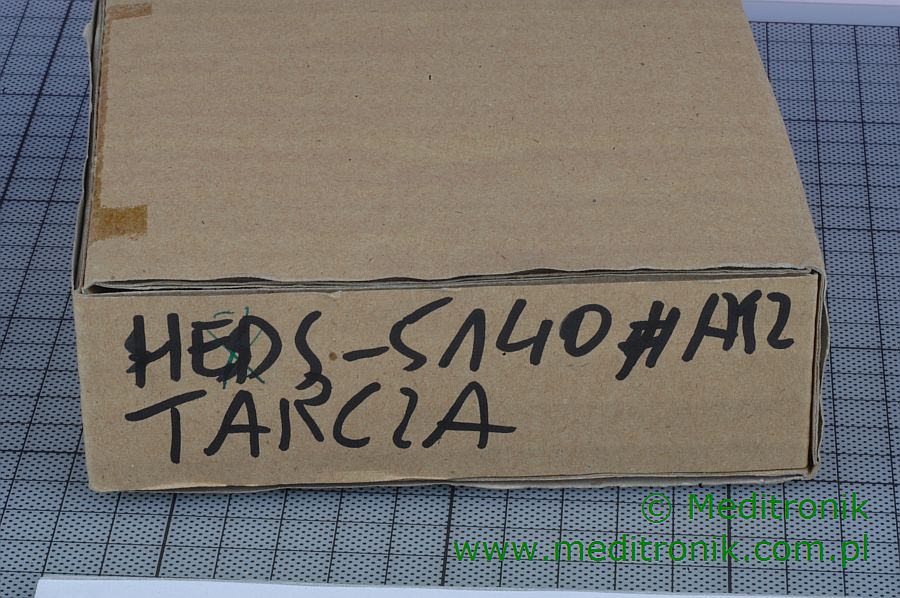 HEDS-5140#A12
TARCZA
© Meditronik
www.meditronik.com.pl